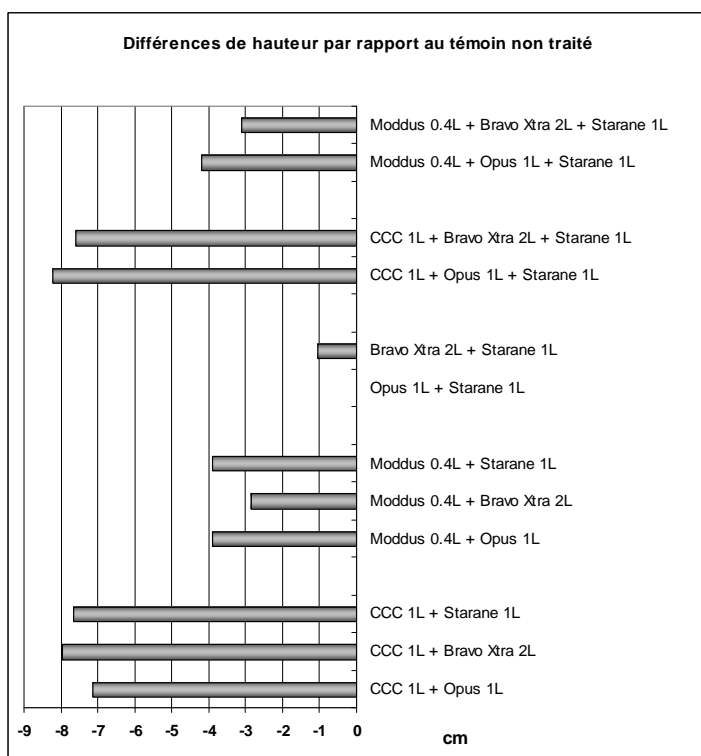 Différences de hauteur par rapport au témoin non traité
Moddus 0.4L + Bravo Xtra 2L + Starane 1L
Moddus 0.4L + Opus 1L + Starane 1L
CCC 1L + Bravo Xtra 2L + Starane 1L
CCC 1L + Opus 1L + Starane 1L
Bravo Xtra 2L + Starane 1L
Opus 1L + Starane 1L
Moddus 0.4L + Starane 1L
Moddus 0.4L + Bravo Xtra 2L
Moddus 0.4L + Opus 1L
CCC 1L + Starane 1L
CCC 1L + Bravo Xtra 2L
CCC 1L + Opus 1L
-9 -8 -7 -6 -5 -4 -3 -2 -1 0
cm